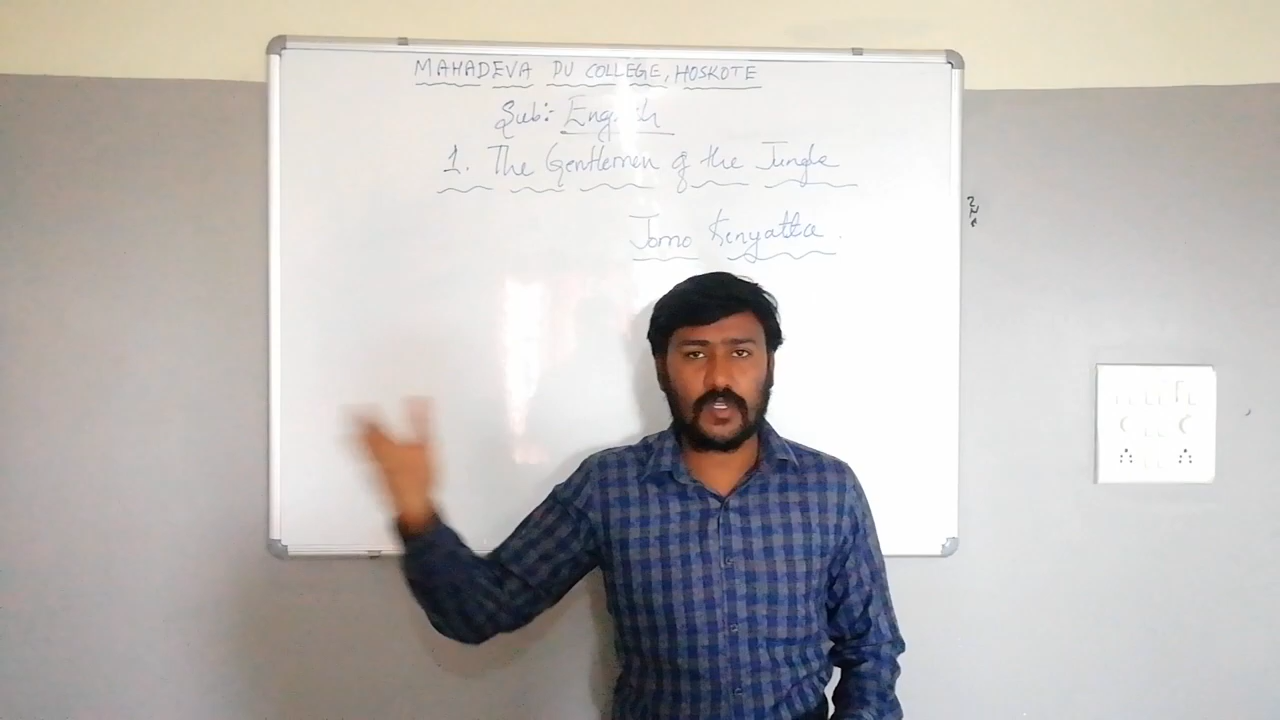 MAHADEVA PU COLLEGE, HOSKOTE
Sub:- English
1. The Gentlemen of the Jungle
Jomo Kenyatta.